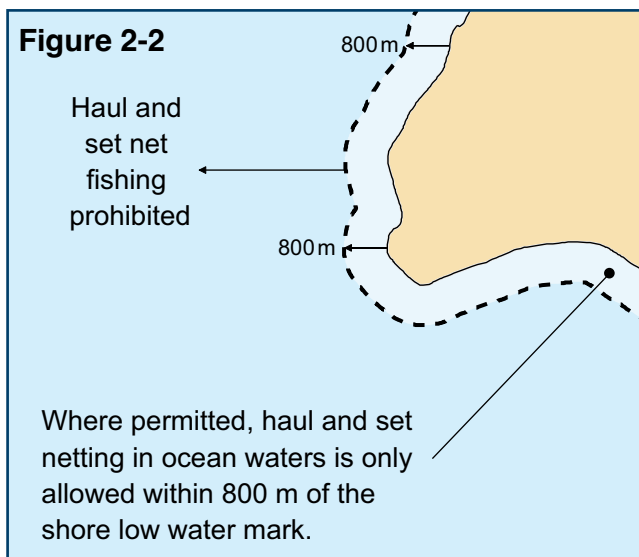 Figure 2-2
800 m
Haul and
set net
fishing
prohibited
800 m
Where permitted, haul and set
netting in ocean waters is only
allowed within 800 m of the
shore low water mark.